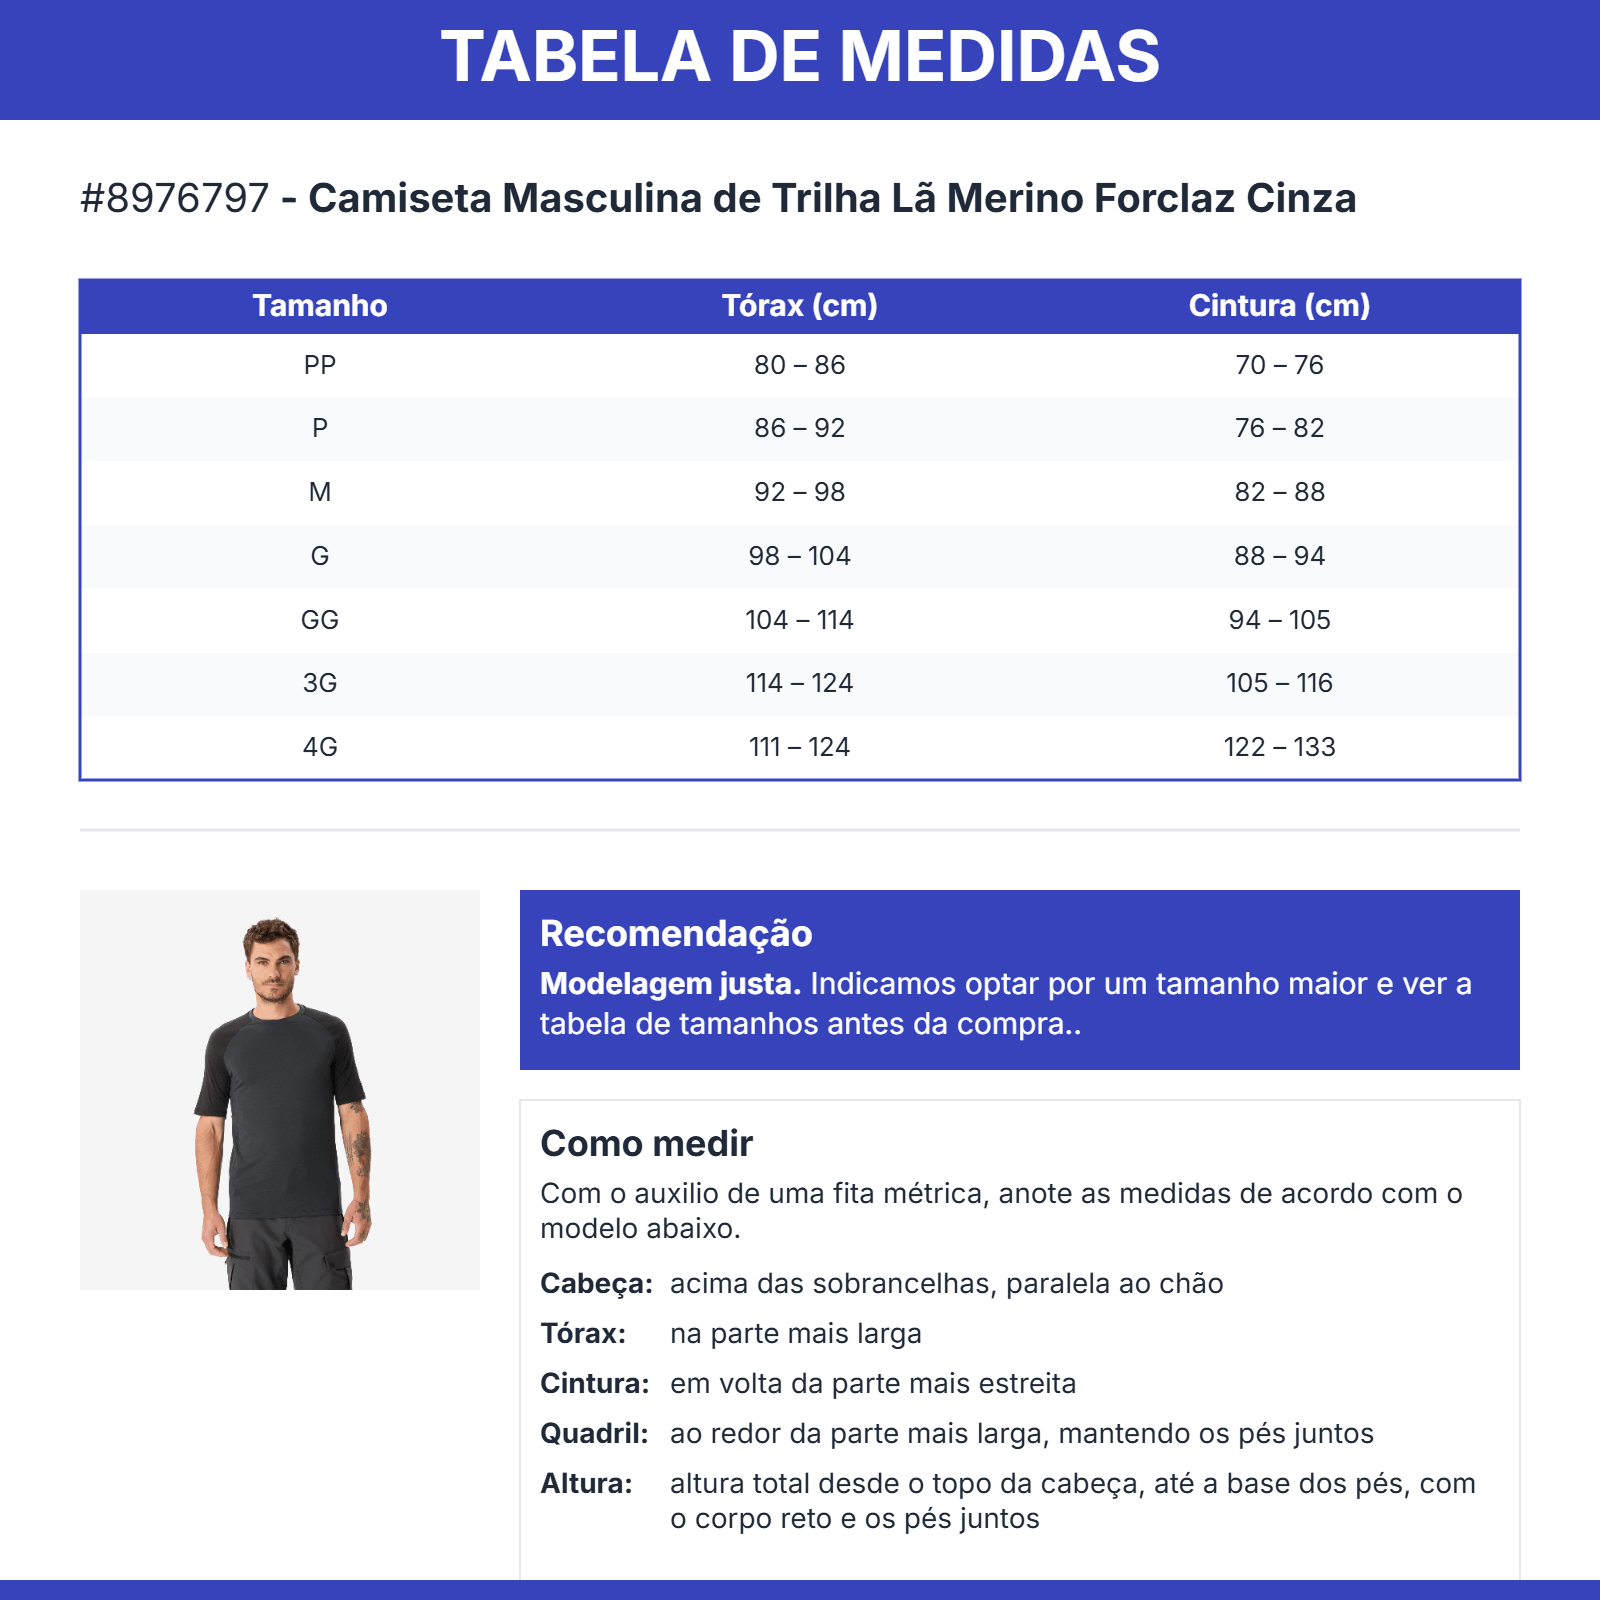 TABELA DE MEDIDAS
#8976797 - Camiseta Masculina de Trilha Lã Merino Forclaz Cinza
Tamanho Tórax (cm) Cintura (cm)
PP 80 – 86 70 – 76
P 86 – 92 76 – 82
M 92 – 98 82 – 88
G 98 – 104 88 – 94
GG 104 – 114 94 – 105
3G 114 – 124 105 – 116
4G 111 – 124 122 – 133
Recomendação
Modelagem justa. Indicamos optar por um tamanho maior e ver a
tabela de tamanhos antes da compra..
Como medir
Com o auxilio de uma fita métrica, anote as medidas de acordo com o
modelo abaixo.
Cabeça: acima das sobrancelhas, paralela ao chão
Tórax: na parte mais larga
Cintura: em volta da parte mais estreita
Quadril: ao redor da parte mais larga, mantendo os pés juntos
Altura: altura total desde o topo da cabeça, até a base dos pés, com
o corpo reto e os pés juntos